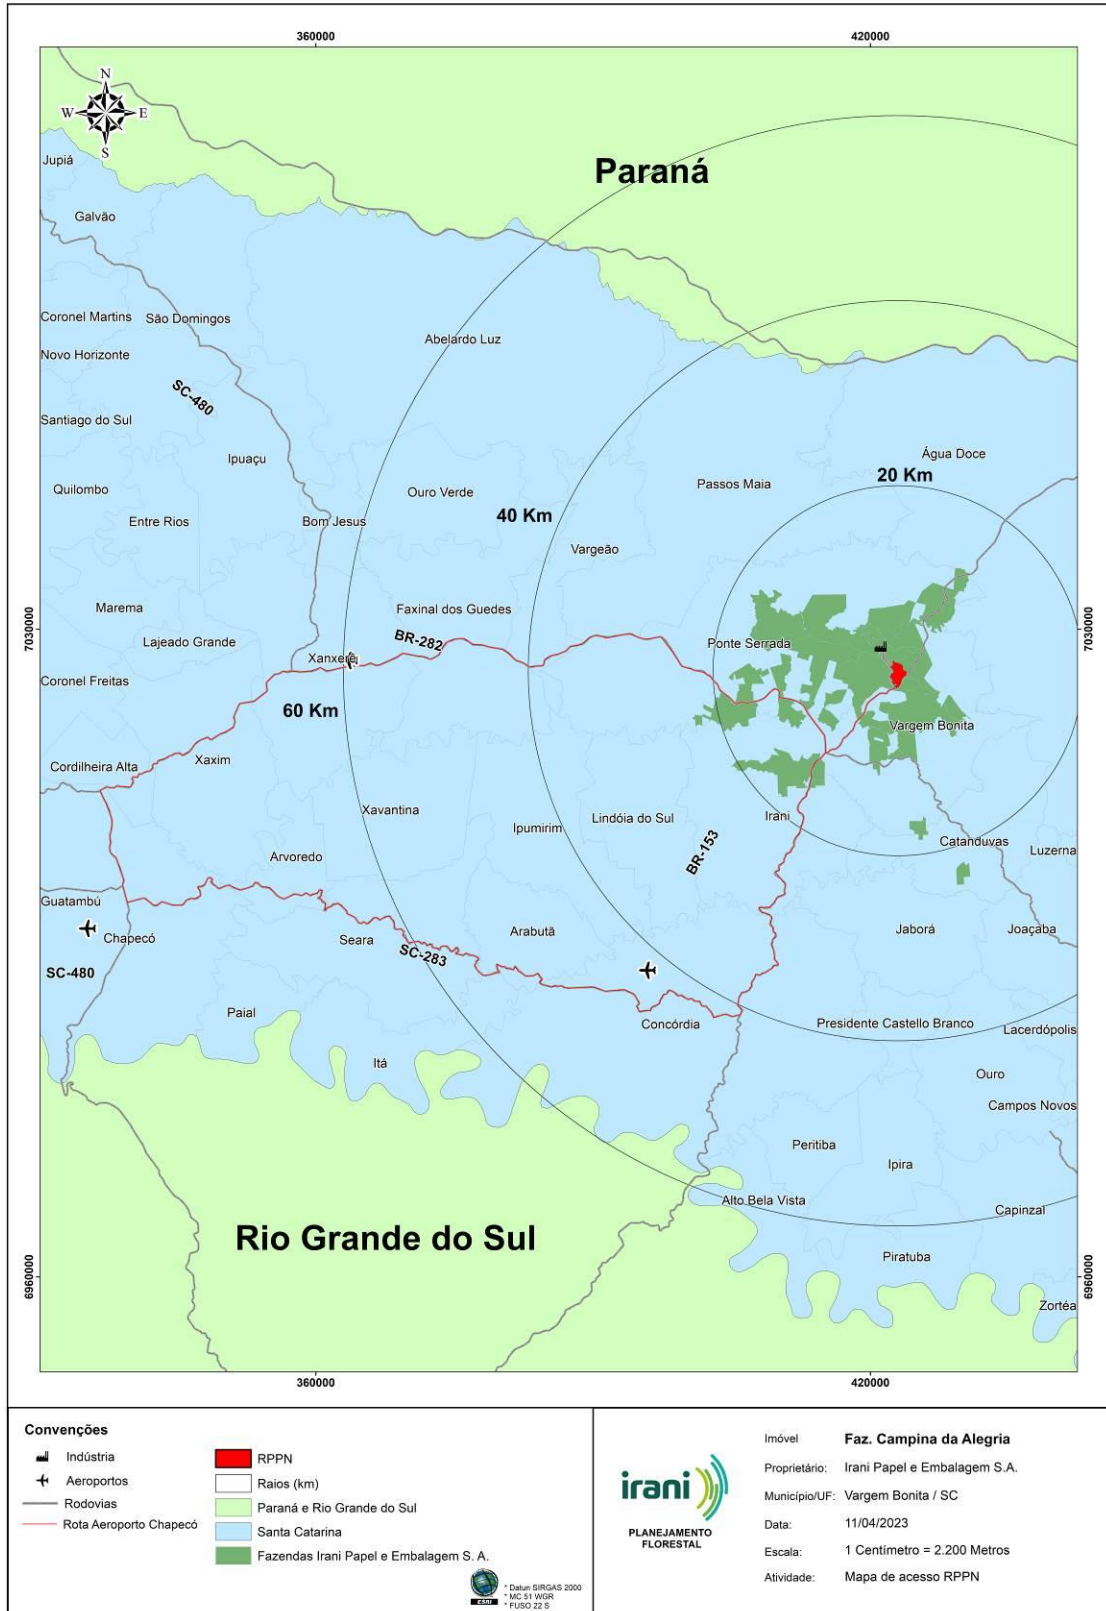 360000
420000
N
W
E
S
Paraná
Jupiá
Galvão
Coronel Martins
São Domingos
Abelardo Luz
Novo Horizonte
SC-480
Santiago do Sul
Água Doce
Ipuaçu
20 Km
Passos Maia
Quilombo
Ouro Verde
40 Km
Entre Rios
Bom Jesus
Vargeão
Marema
Faxinal dos Guedes
7030000
7030000
Lajeado Grande
BR-282
Ponte Serrada
Xanxerê
Coronel Freitas
60 Km
Vargem Bonita
Cordilheira Alta
Xaxim
Xavantina
Ipumirim
Lindóia do Sul
Irani
BR-153
Catanduvas
Luzerna
Arvoredo
Guatambú
Chapecó
Seara
Arabutã
Jaborá
Joaçaba
SC-283
SC-480
Paial
Concórdia
Presidente Castello Branco
Lacerdópolis
Itá
Ouro
Campos Novos
Peritiba
Ipira
Alto Bela Vista
Capinzal
Rio Grande do Sul
Piratuba
6960000
6960000
Zortéa
360000
420000
Convenções
Indústria
Aeroportos
Rodovias
Rota Aeroporto Chapecó
RPPN
Raios (km)
Paraná e Rio Grande do Sul
Santa Catarina
Fazendas Irani Papel e Embalagem S. A.
ESRI
* Datun SIRGAS 2000
* MC 51 WGR
* FUSO 22 S
irani
PLANEJAMENTO
FLORESTAL
Imóvel Faz. Campina da Alegria
Proprietário: Irani Papel e Embalagem S.A.
Município/UF: Vargem Bonita / SC
Data: 11/04/2023
Escala: 1 Centímetro = 2.200 Metros
Atividade: Mapa de acesso RPPN